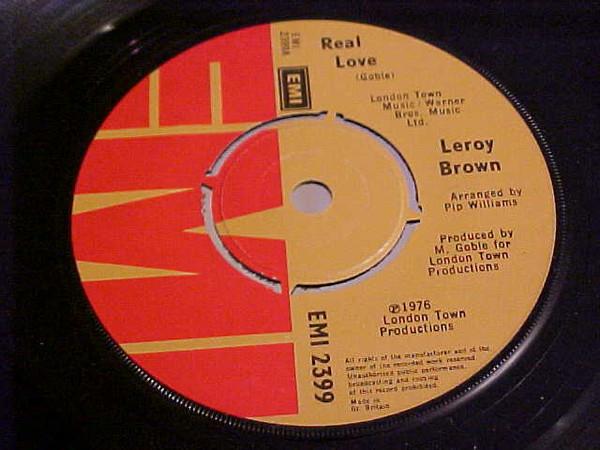 EMI
EMI
2399A
EMI
Real
Love
(Goble)
London Town
Music/Warner
Bros. Music
Ltd.
Leroy
Brown
Arranged by
Pip Williams
Produced by
M. Goble for
London Town
Productions
℗1976
London Town
Productions
EMI 2399
All rights of the manufacturer and of the
owner of the recorded work reserved.
Unauthorised public performance,
broadcasting and copying
of this record prohibited.
Made in
Gt. Britain